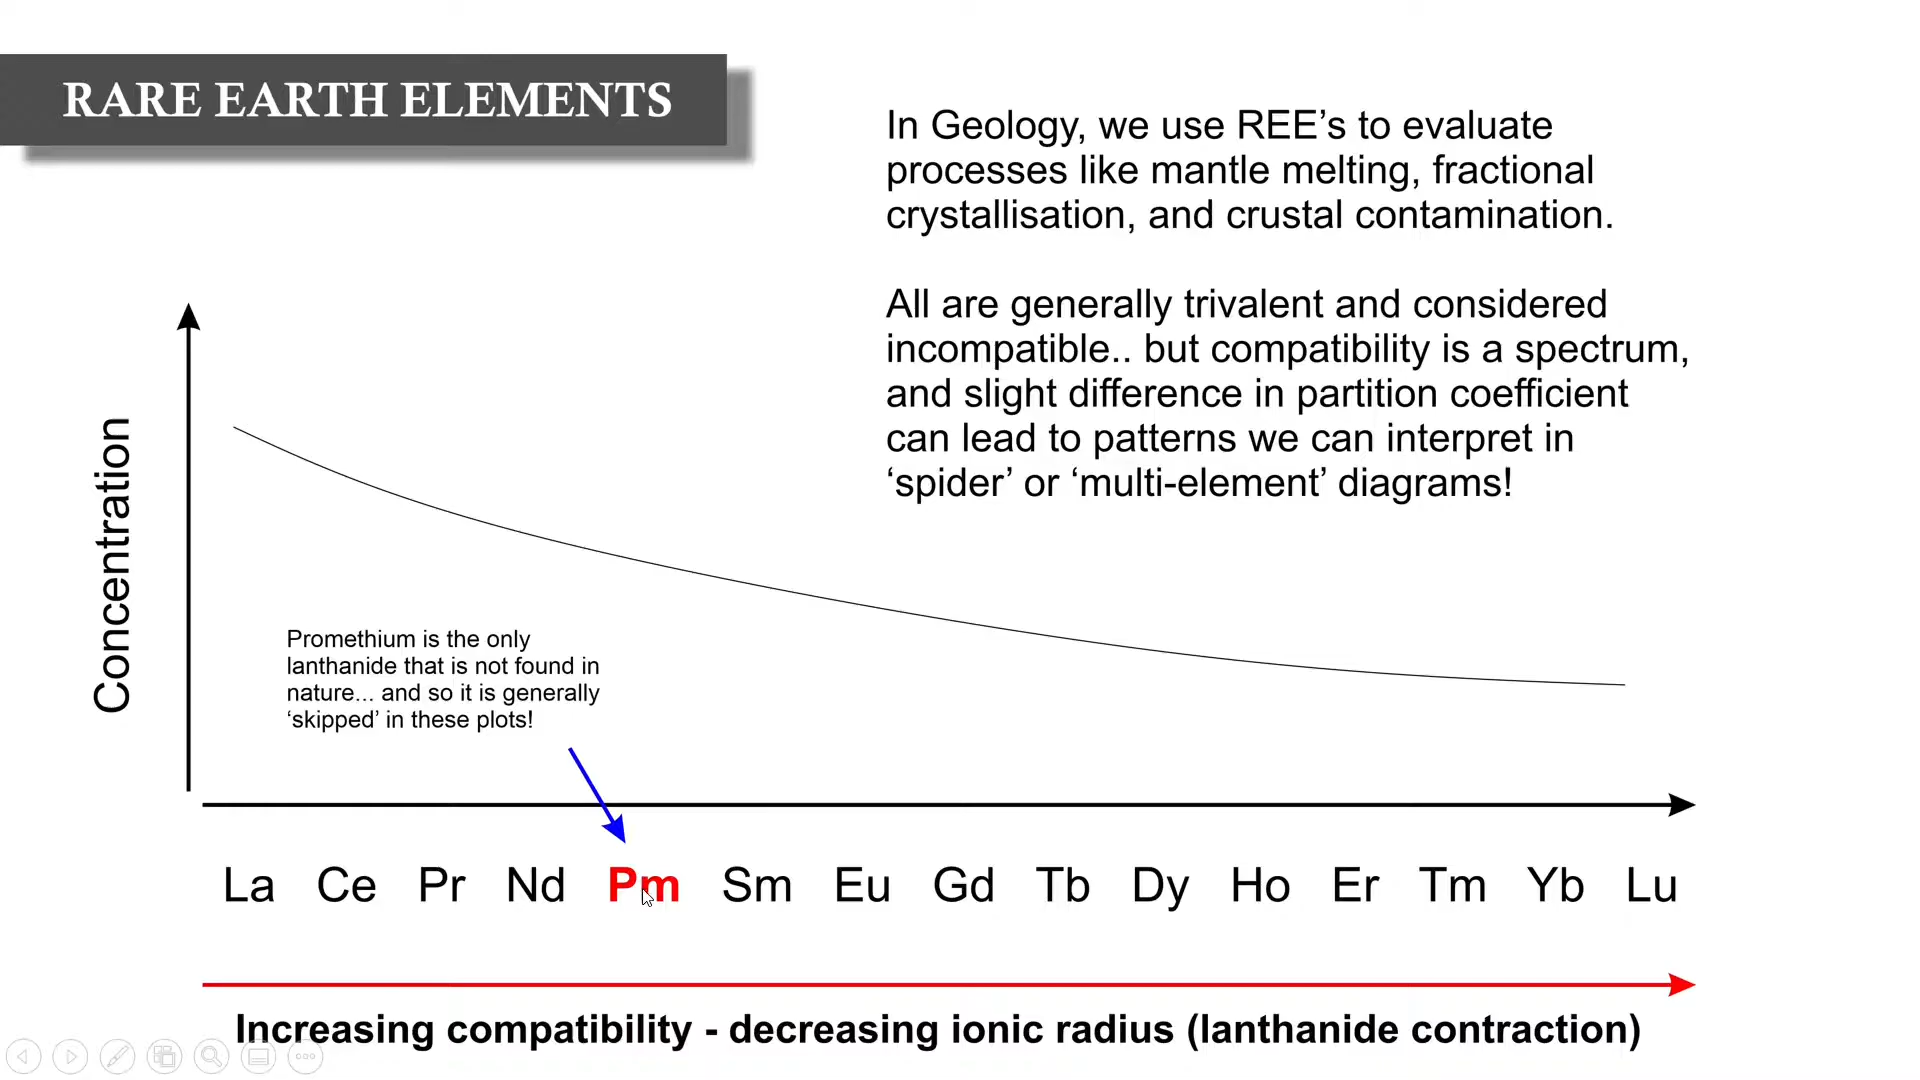 RARE EARTH ELEMENTS
In Geology, we use REE’s to evaluate
processes like mantle melting, fractional
crystallisation, and crustal contamination.
All are generally trivalent and considered
incompatible.. but compatibility is a spectrum,
and slight difference in partition coefficient
can lead to patterns we can interpret in
‘spider’ or ‘multi-element’ diagrams!
Concentration
Promethium is the only
lanthanide that is not found in
nature... and so it is generally
‘skipped’ in these plots!
La Ce Pr Nd Pm Sm Eu Gd Tb Dy Ho Er Tm Yb Lu
Increasing compatibility - decreasing ionic radius (lanthanide contraction)